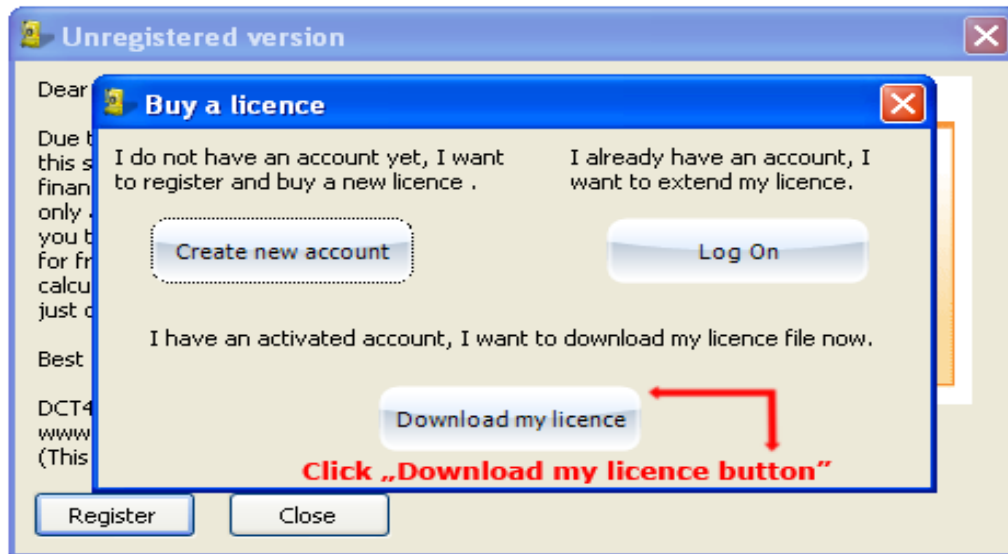 Unregistered version
Dear
Buy a licence
Due t
this s
finan
only
you t
for fr
calcu
just
I do not have an account yet, I want
to register and buy a new licence .
I already have an account, I
want to extend my licence.
Create new account
Log On
I have an activated account, I want to download my licence file now.
Best
Download my licence
DCT4
www
(This
Click „Download my licence button”
Register
Close